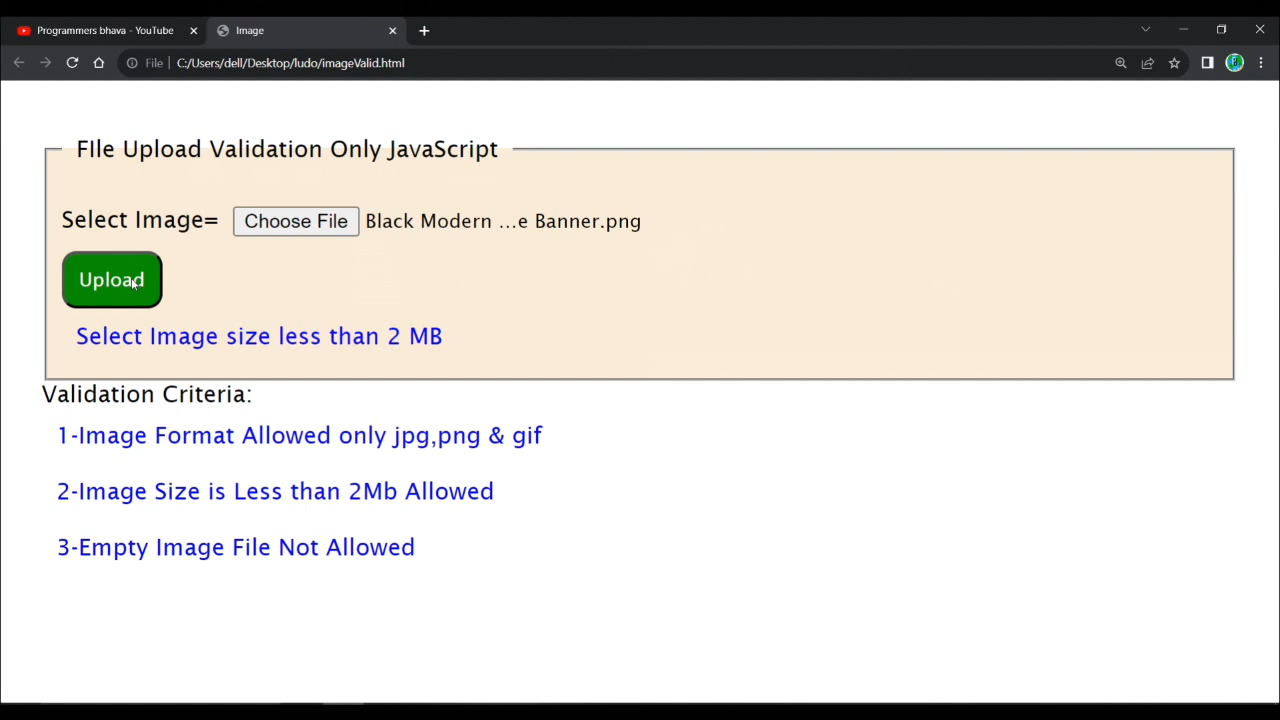 Programmers bhava - YouTube
Image
File
C:/Users/dell/Desktop/ludo/imageValid.html
FIle Upload Validation Only JavaScript
Select Image= Choose File Black Modern ...e Banner.png
Upload
Select Image size less than 2 MB
Validation Criteria:
1-Image Format Allowed only jpg,png & gif
2-Image Size is Less than 2Mb Allowed
3-Empty Image File Not Allowed